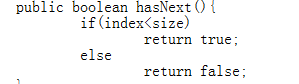 public boolean hasNext(){
if(index<size)
return true;
else
return false;
}